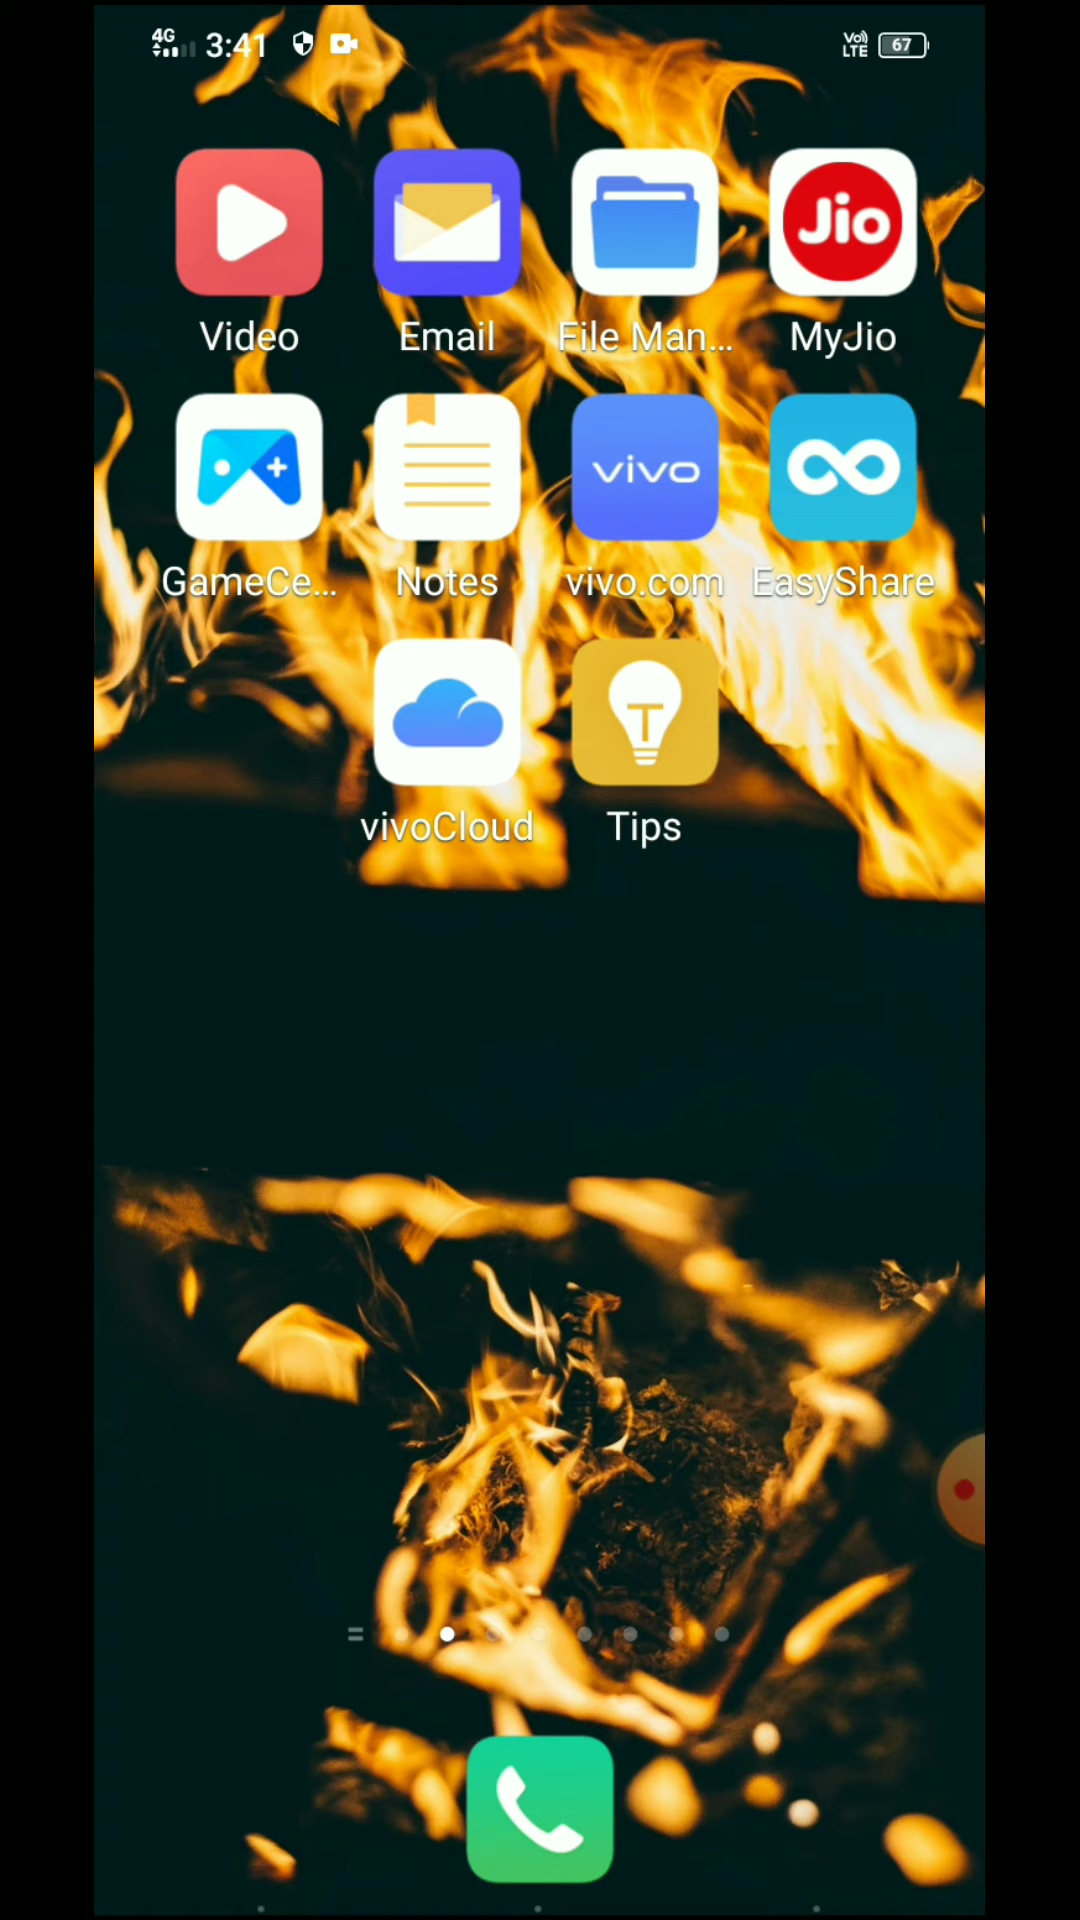 4G 3:41 Vo) LTE 67
Jio
Video Email File Man... MyJio
vivo
GameCe... Notes vivo.com EasyShare
T
vivoCloud Tips